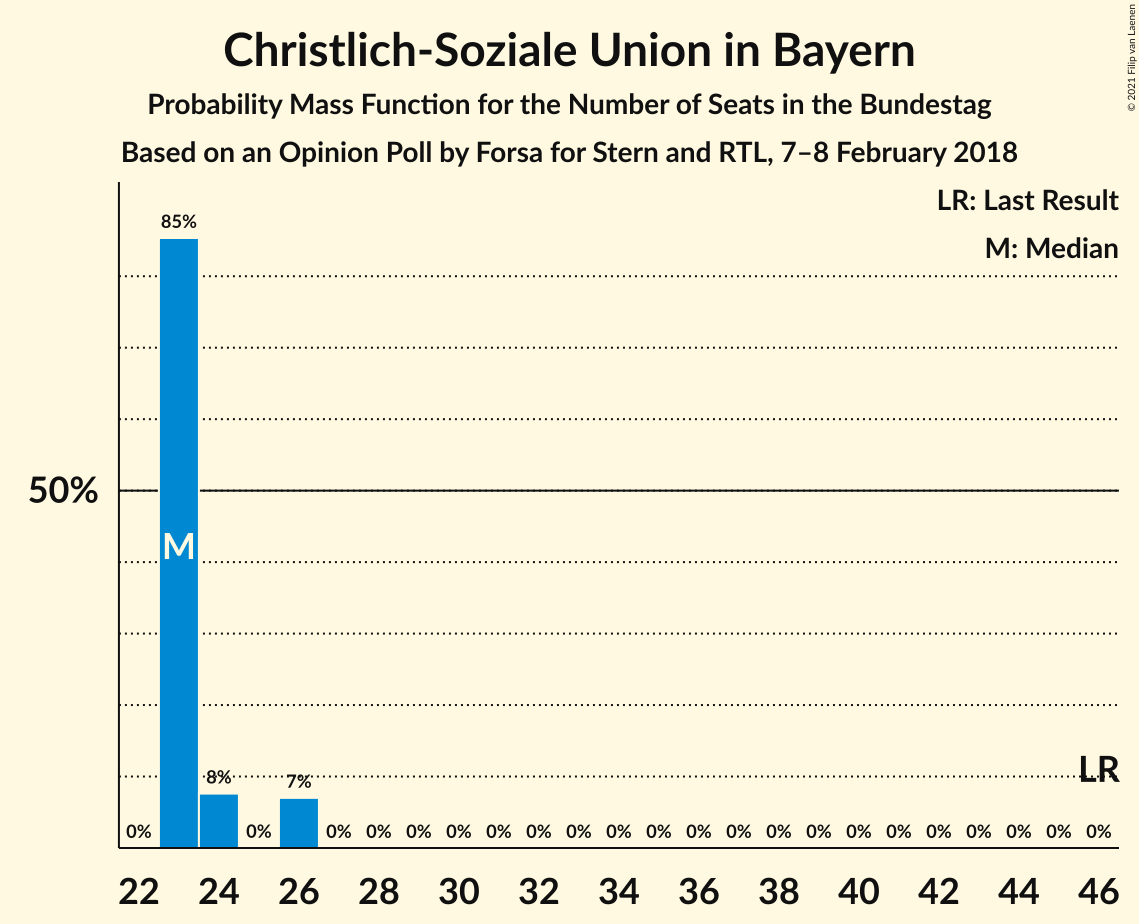 Christlich-Soziale Union in Bayern
Probability Mass Function for the Number of Seats in the Bundestag
Based on an Opinion Poll by Forsa for Stern and RTL, 7–8 February 2018
© 2021 Filip van Laenen
LR: Last Result
M: Median
85%
50%
M
LR
8%
7%
0% 0% 0% 0% 0% 0% 0% 0% 0% 0% 0% 0% 0% 0% 0% 0% 0% 0% 0% 0% 0% 0%
22 24 26 28 30 32 34 36 38 40 42 44 46